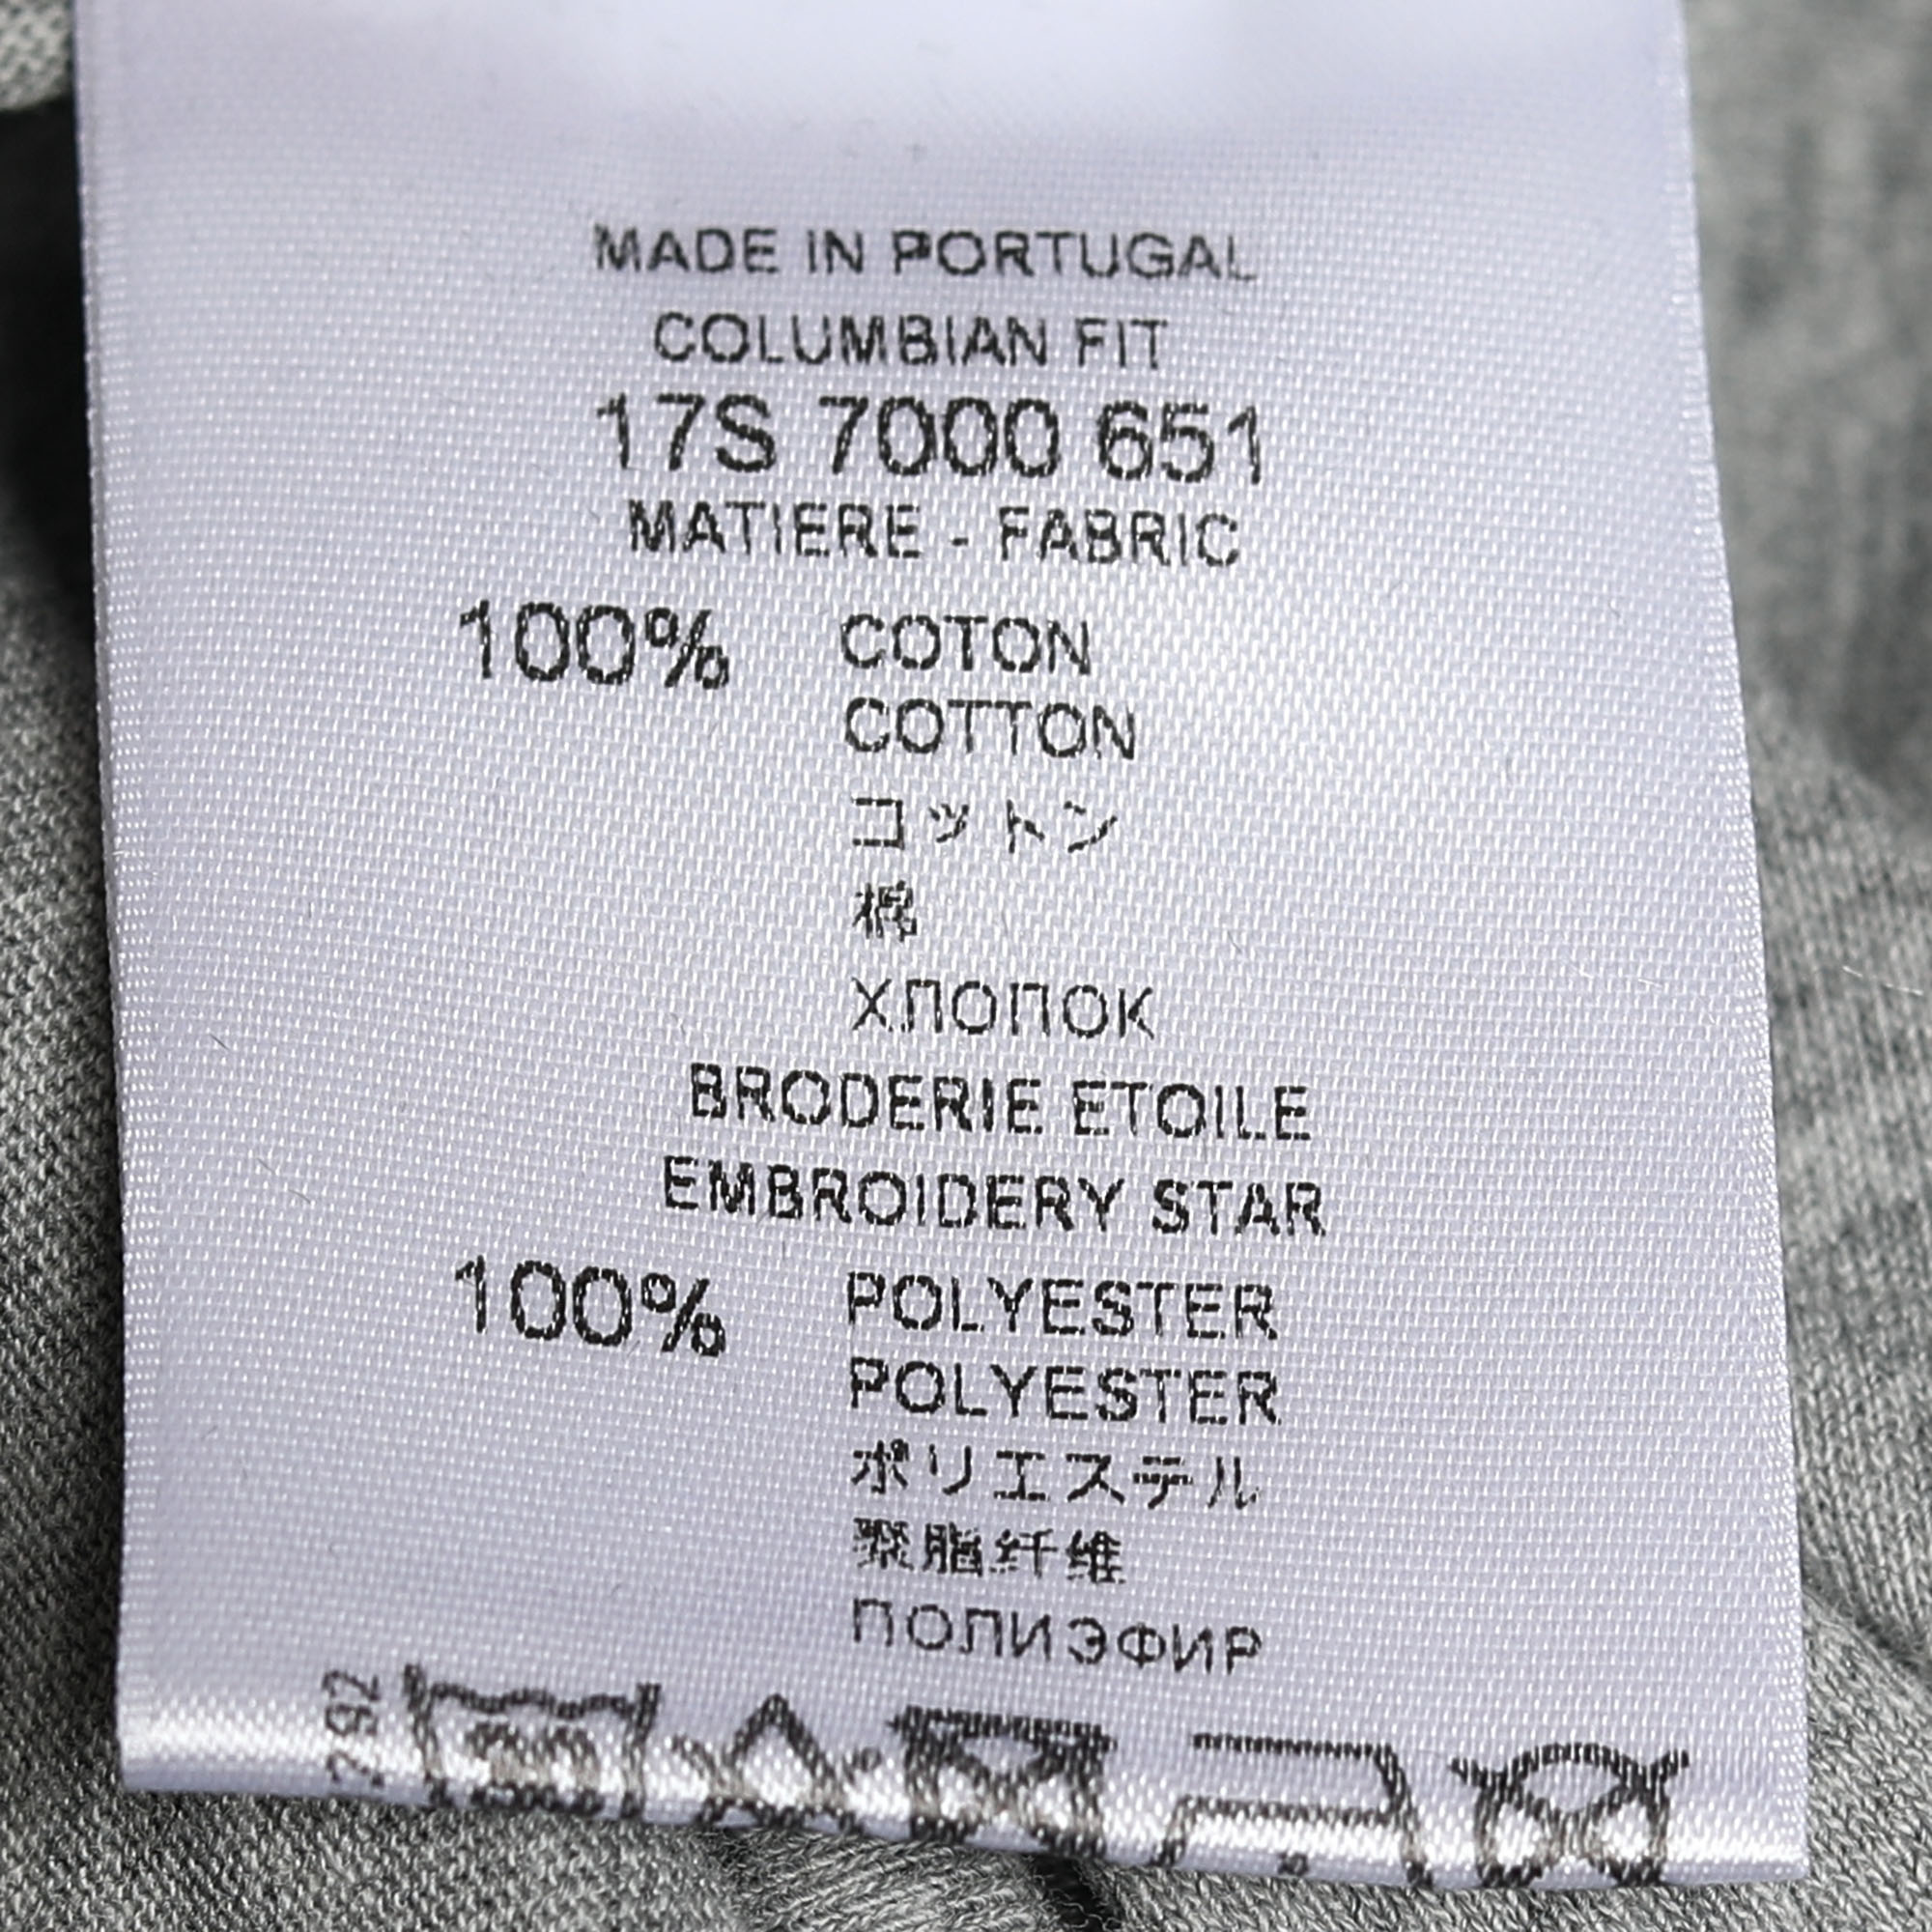 MADE IN PORTUGAL
COLUMBIAN FIT
17S 7000 651
MATIERE - FABRIC
100% COTON
COTTON
コットン
棉
ХЛОПОК
BRODERIE ETOILE
EMBROIDERY STAR
100% POLYESTER
POLYESTER
ポリエステル
聚脂纤维
ПОЛИЭФИР